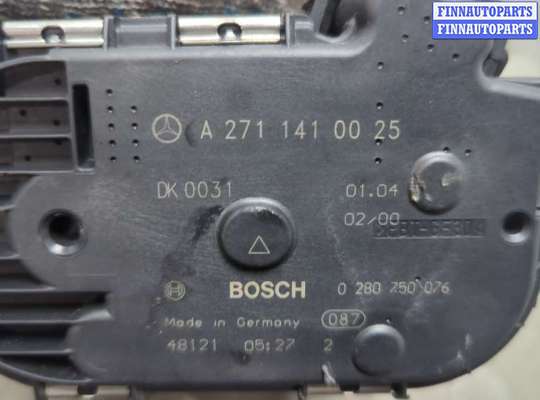 FINNAUTOPARTS
FINNAUTOPARTS
A 271 141 00 25
DK 0031
01.04
02/00
BOSCH
0 280 750 076
Made in Germany
087
48121 05:27 2